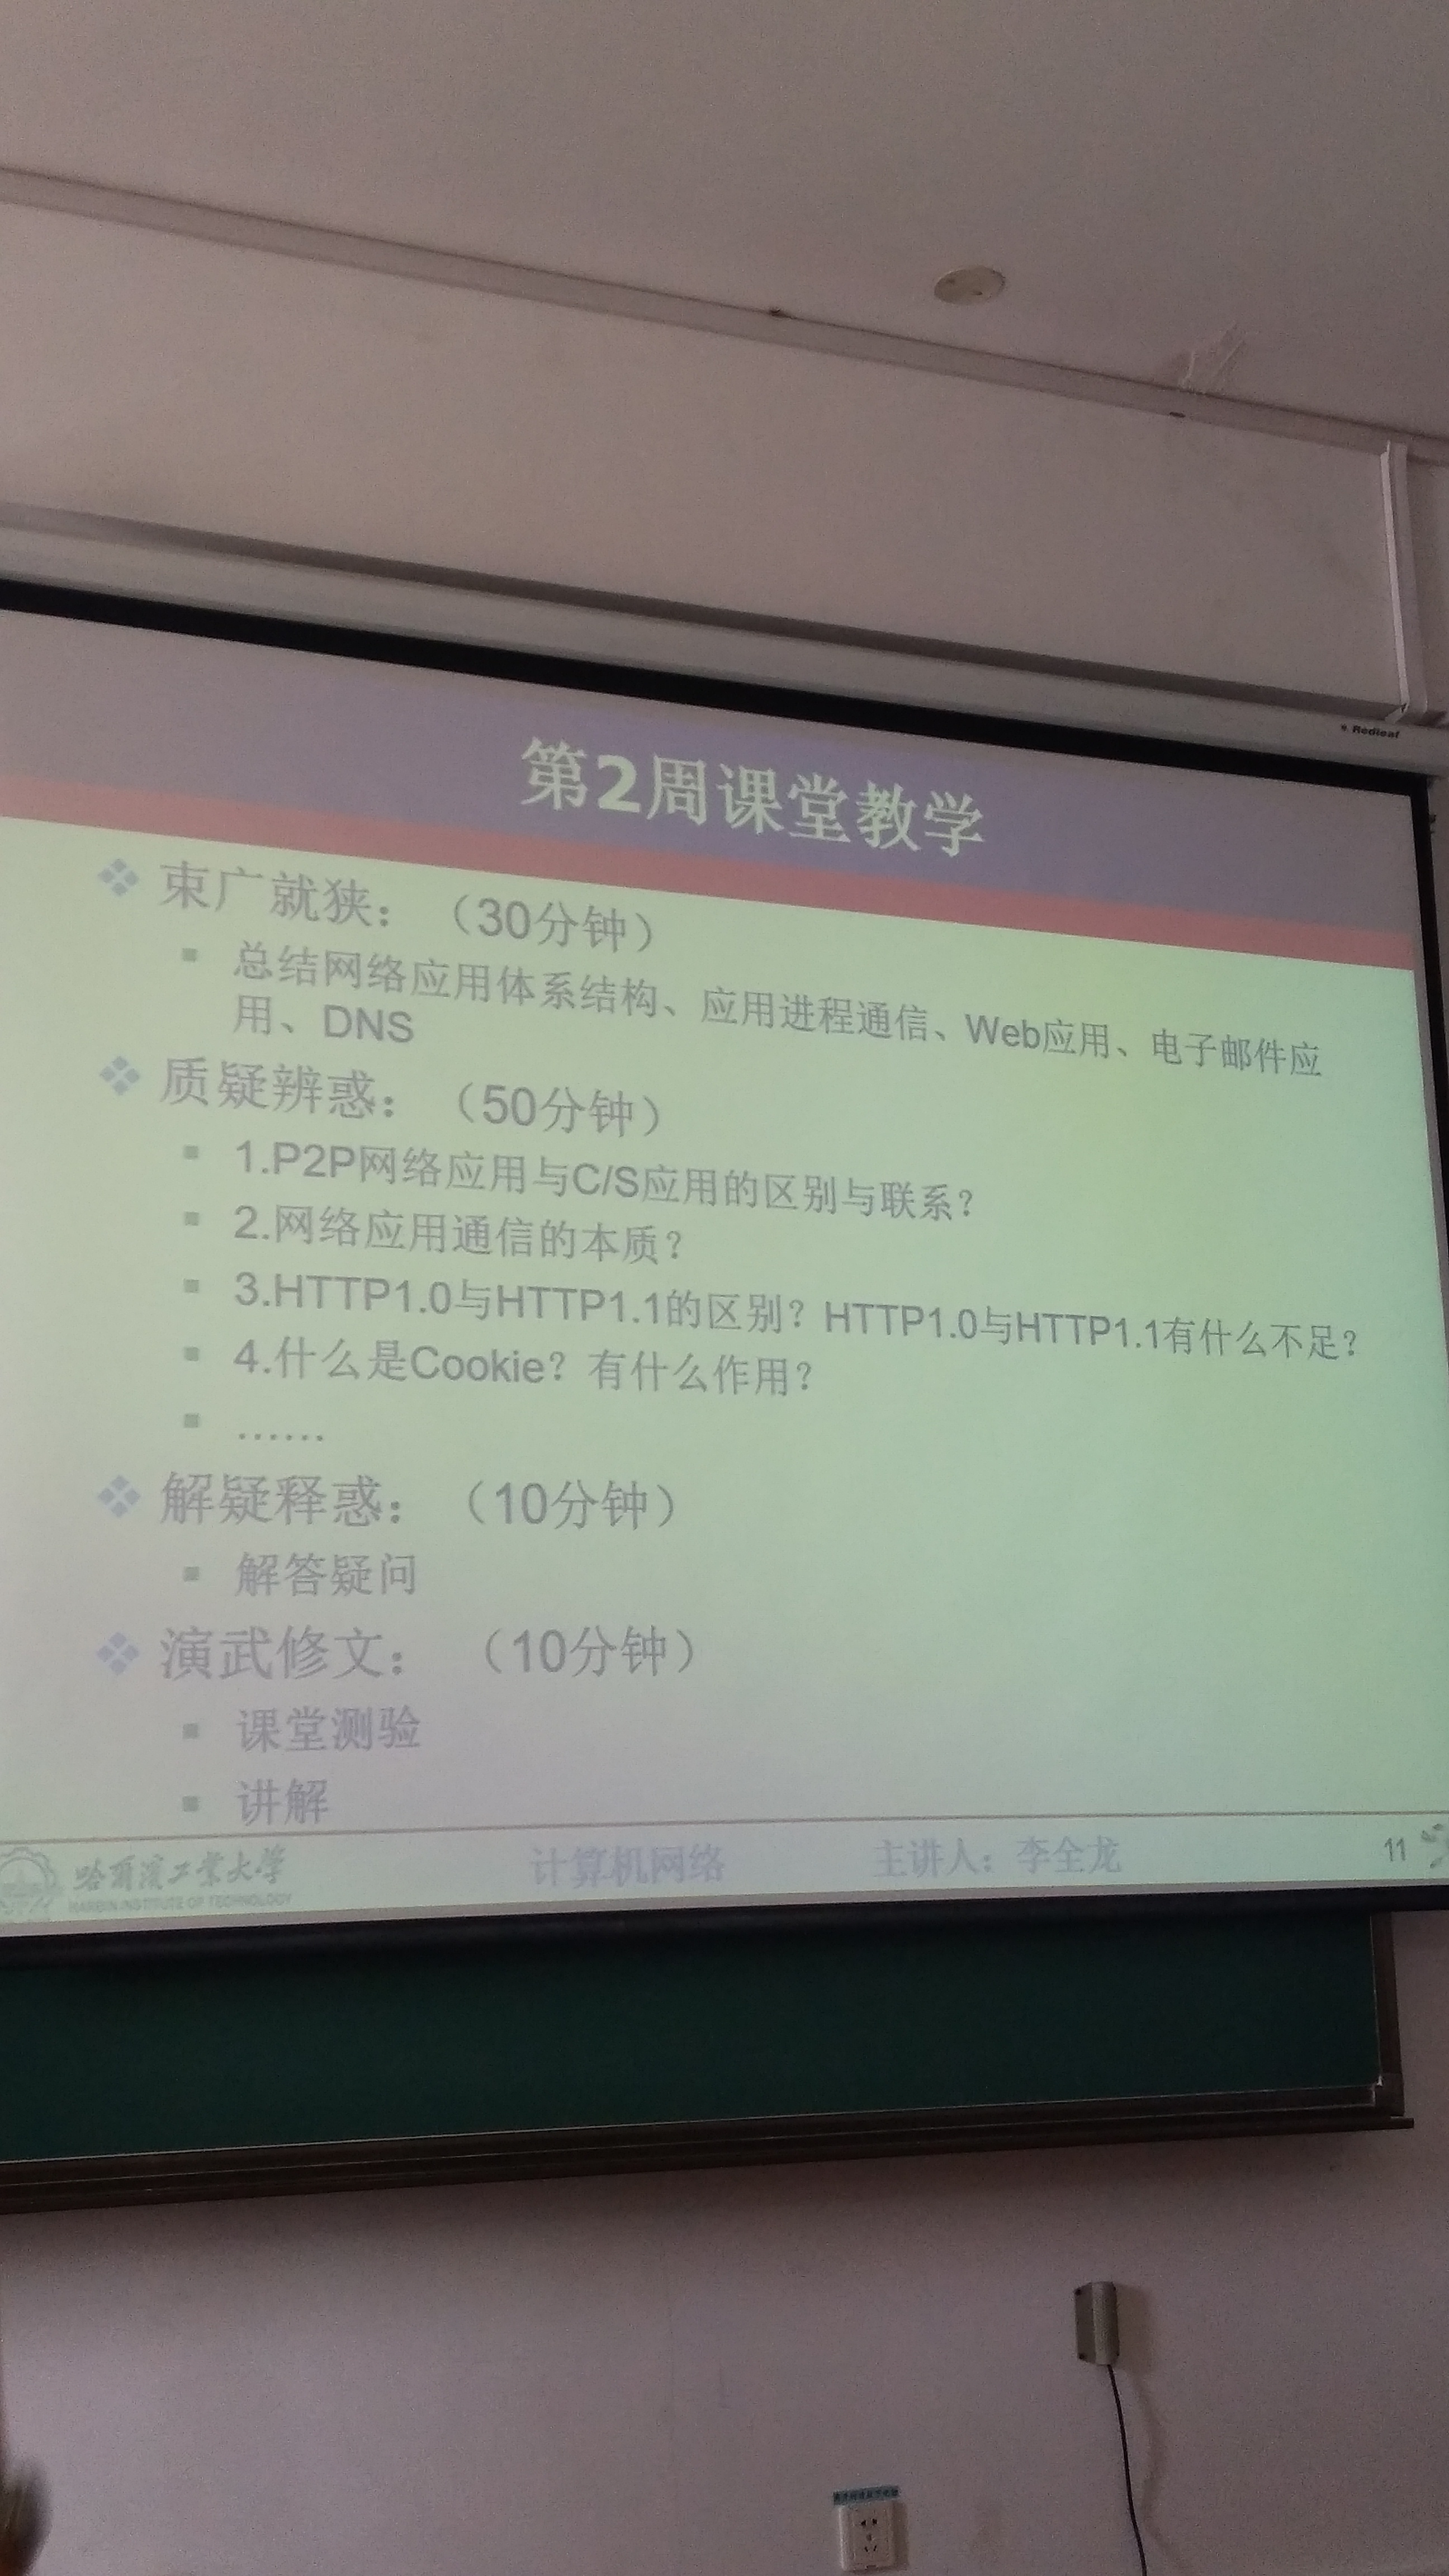 Redleaf
第2周课堂教学
束广就狭：（30分钟）
总结网络应用体系结构、应用进程通信、Web应用、电子邮件应
用、DNS
质疑辨惑：（50分钟）
1.P2P网络应用与C/S应用的区别与联系？
2.网络应用通信的本质？
3.HTTP1.0与HTTP1.1的区别？HTTP1.0与HTTP1.1有什么不足？
4.什么是Cookie？有什么作用？
……
解疑释惑：（10分钟）
解答疑问
演武修文：（10分钟）
课堂测验
讲解
哈尔滨工业大学
HARBIN INSTITUTE OF TECHNOLOGY
计算机网络
主讲人：李全龙
11